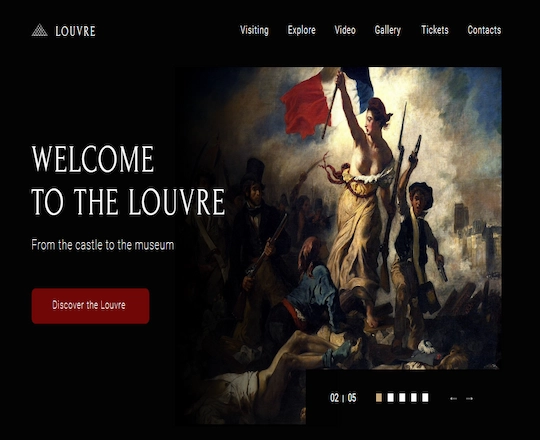 LOUVRE
Visiting Explore Video Gallery Tickets Contacts
WELCOME
TO THE LOUVRE
From the castle to the museum
Discover the Louvre
02 | 05